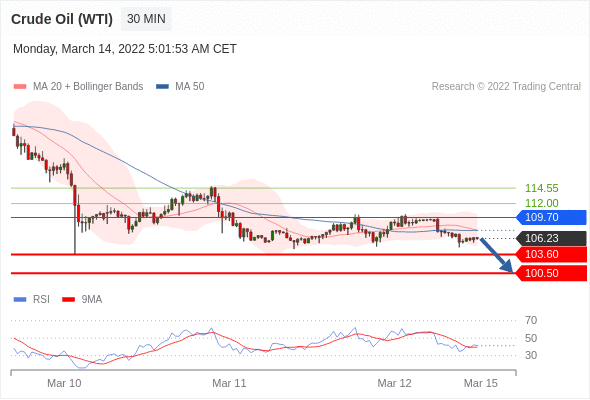 Crude Oil (WTI) 30 MIN
Monday, March 14, 2022 5:01:53 AM CET
MA 20 + Bollinger Bands MA 50 Research © 2022 Trading Central
114.55
112.00
109.70
106.23
103.60
100.50
RSI 9MA
70
50
30
Mar 10 Mar 11 Mar 12 Mar 15